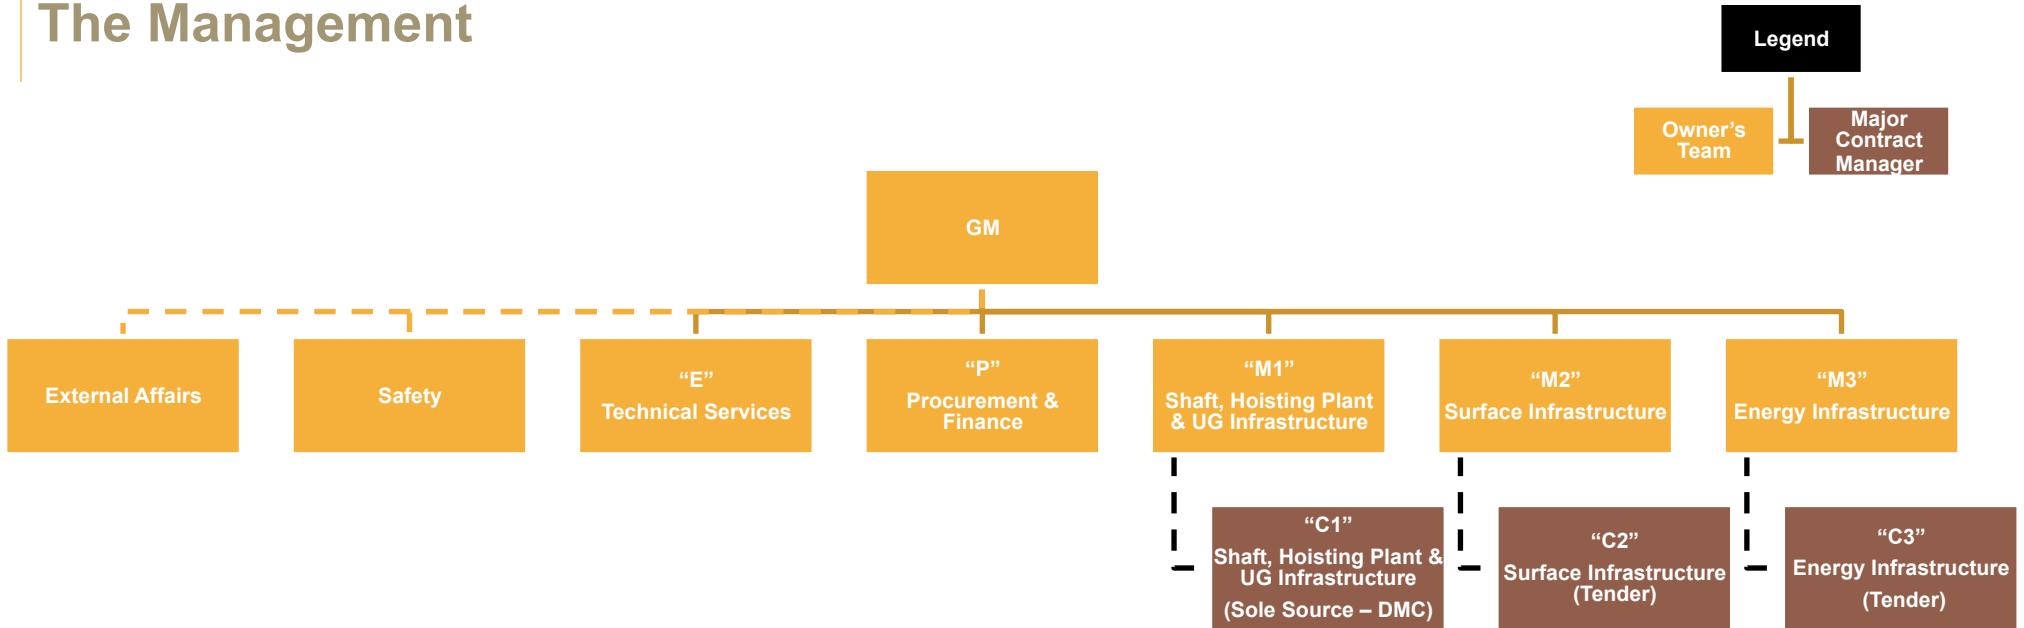 The Management
Legend
Owner’s
Team
Major
Contract
Manager
GM
External Affairs
Safety
“E”
Technical Services
“P”
Procurement &
Finance
“M1”
Shaft, Hoisting Plant
& UG Infrastructure
“M2”
Surface Infrastructure
“M3”
Energy Infrastructure
“C1”
Shaft, Hoisting Plant &
UG Infrastructure
(Sole Source – DMC)
“C2”
Surface Infrastructure
(Tender)
“C3”
Energy Infrastructure
(Tender)